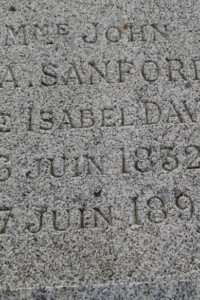 MME JOHN
A. SANFORD
E ISABEL DAV
6 JUIN 1832
7 JUIN 189